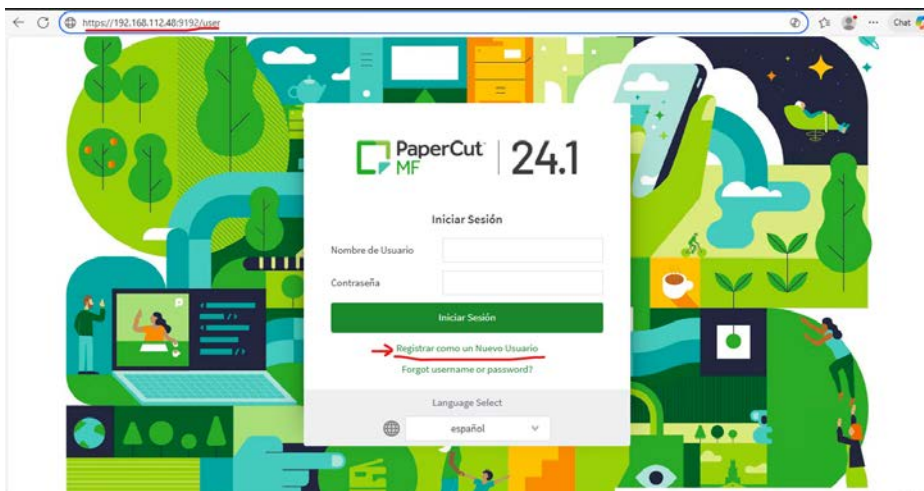 https://192.168.112.48:9192/user
Chat
PaperCut
MF
24.1
Iniciar Sesión
Nombre de Usuario
Contraseña
Iniciar Sesión
Registrar como un Nuevo Usuario
Forgot username or password?
Language Select
español